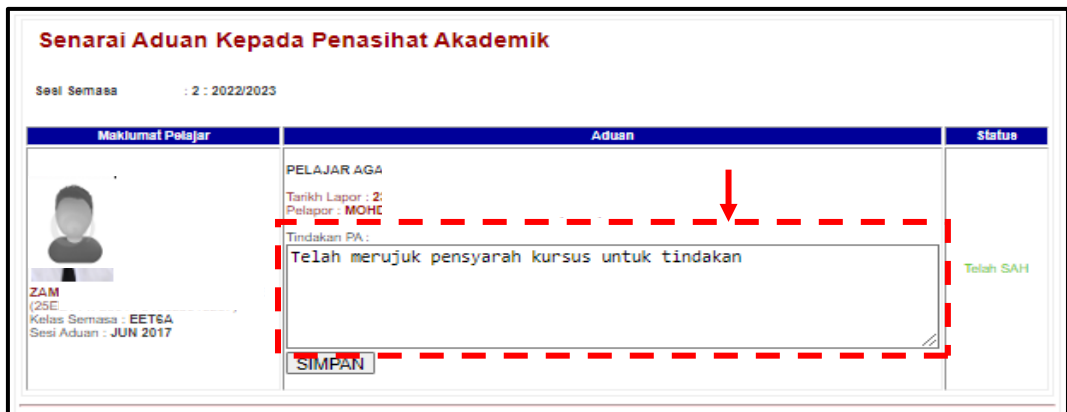 Senarai Aduan Kepada Penasihat Akademik
Sesi Semasa : 2 : 2022/2023
Maklumat Pelajar Aduan Status
PELAJAR AGA
Tarikh Lapor : 2
Pelapor : MOHD
Tindakan PA :
Telah merujuk pensyarah kursus untuk tindakan
SIMPAN
ZAM
(25E
Kelas Semasa : EET6A
Sesi Aduan : JUN 2017
Telah SAH